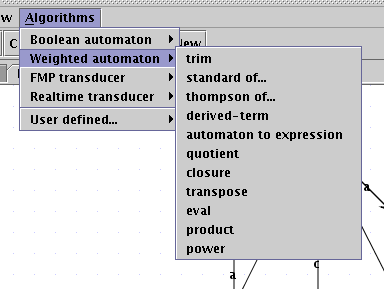 w Algorithms
C
Boolean automaton
Weighted automaton
FMP transducer
Realtime transducer
User defined...
iew
trim
standard of...
thompson of...
derived-term
automaton to expression
quotient
closure
transpose
eval
product
power
a
a
c